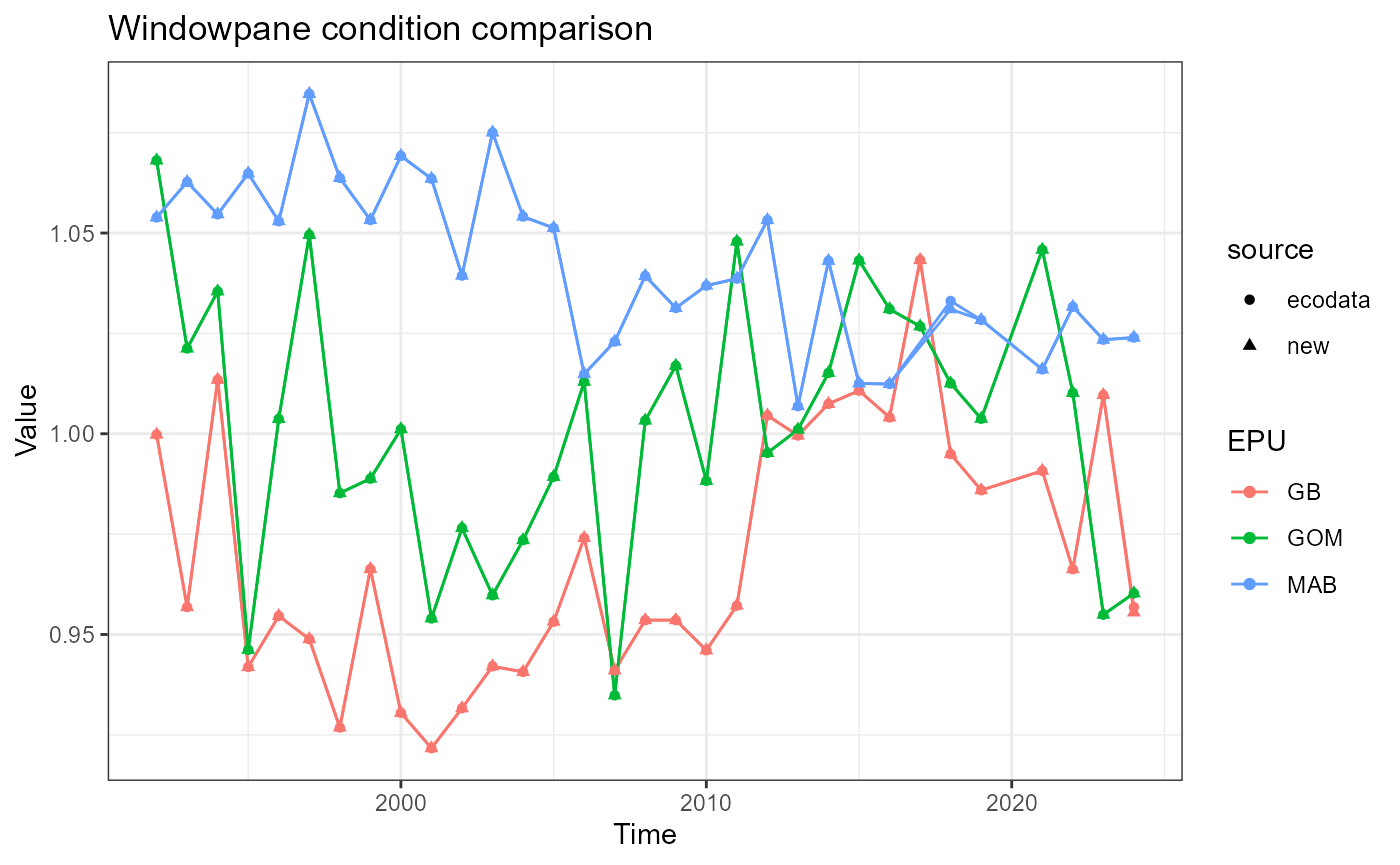 Windowpane condition comparison
Value
1.05
1.00
0.95
2000
2010
2020
Time
source
ecodata
new
EPU
GB
GOM
MAB